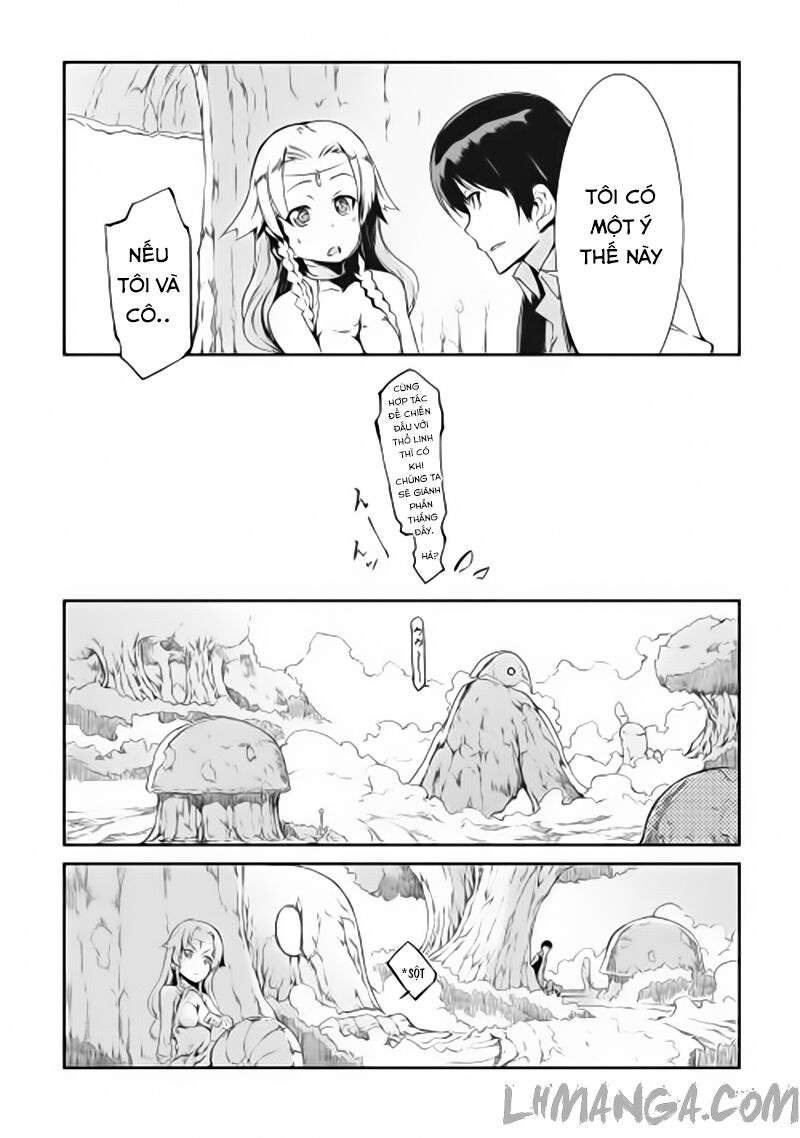 TÔI CÓ
MỘT Ý
THẾ NÀY
NẾU
TÔI VÀ
CÔ..
CÙNG
HỢP TÁC
ĐỂ CHIẾN
ĐẤU VỚI
THỔ LINH
THÌ CÓ
KHI
CHÚNG TA
SẼ GIÀNH
PHẦN
THẮNG
ĐẤY.
HẢ?
*SỘT
LHMANGA.COM